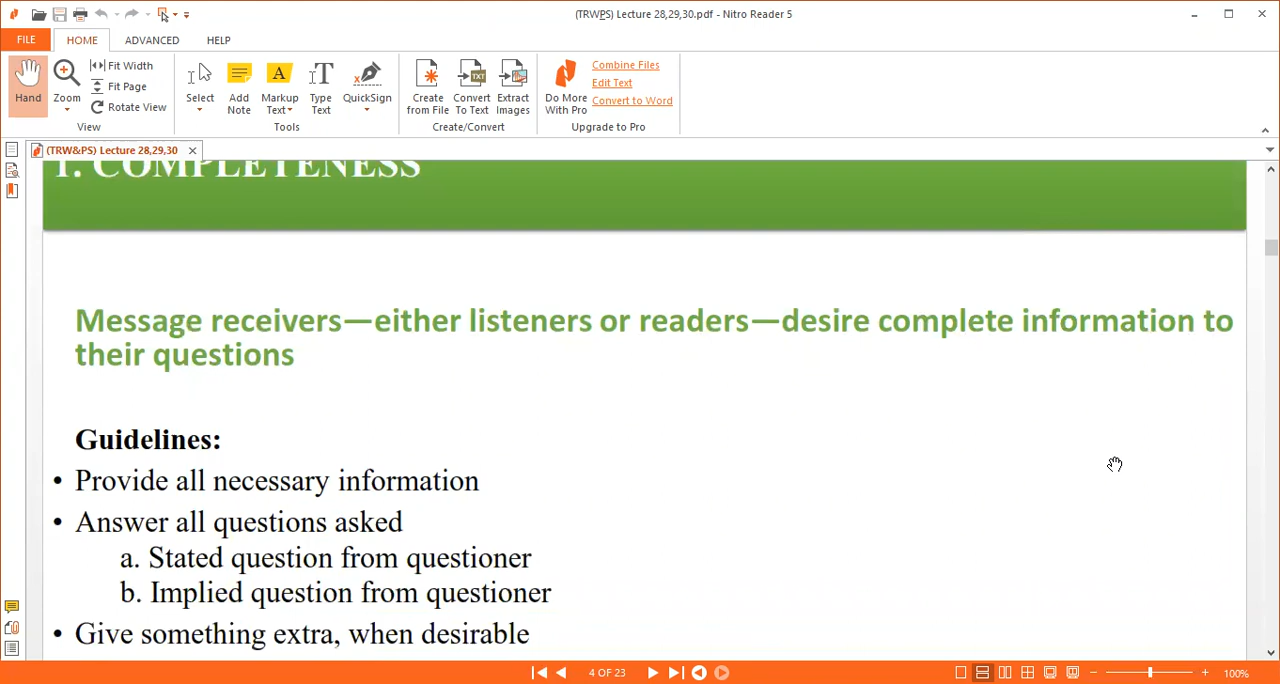 (TRWPS) Lecture 28,29,30.pdf - Nitro Reader 5
FILE HOME ADVANCED HELP
Hand
Zoom
Fit Width
Fit Page
Rotate View
View
Select
Add Note
Markup Text
Type Text
QuickSign
Tools
Create from File
Convert To Text
Extract Images
Create/Convert
Do More With Pro
Combine Files
Edit Text
Convert to Word
Upgrade to Pro
(TRW&PS) Lecture 28,29,30
1. COMPLETENESS
Message receivers—either listeners or readers—desire complete information to
their questions
Guidelines:
• Provide all necessary information
• Answer all questions asked
a. Stated question from questioner
b. Implied question from questioner
• Give something extra, when desirable
4 OF 23
100%